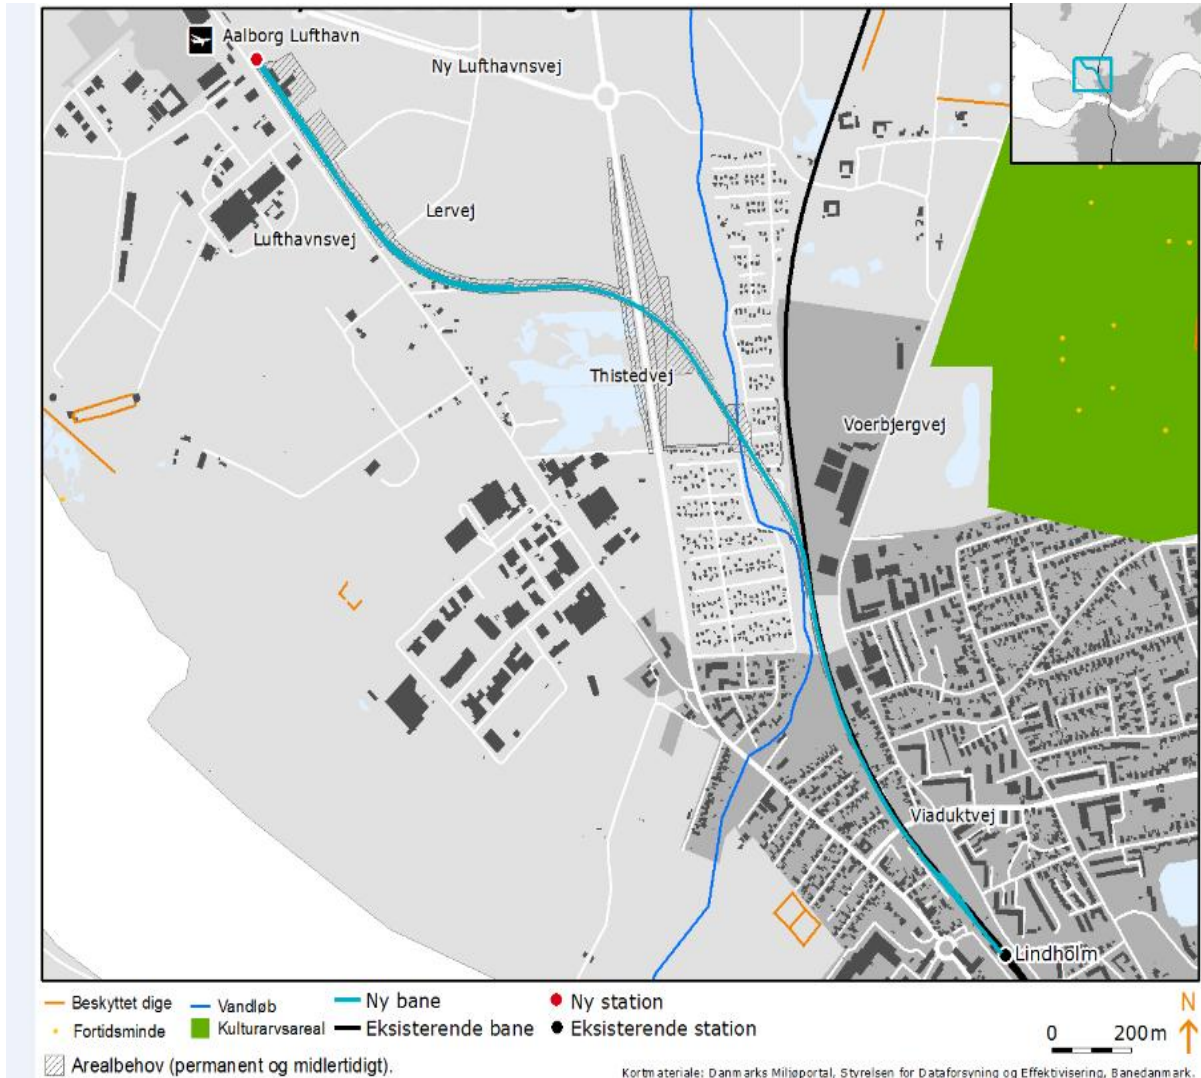 Aalborg Lufthavn
Ny Lufthavnsvej
Lervej
Lufthavnsvej
Thistedvej
Voerbjergvej
Viaduktvej
Lindholm
Beskyttet dige
Vandløb
Ny bane
Ny station
N
Fortidsminde
Kulturarvsareal
Eksisterende bane
Eksisterende station
0 200 m
Arealbehov (permanent og midlertidigt).
Kortmateriale: Danmarks Miljøportal, Styrelsen for Dataforsyning og Effektivisering, Banedanmark.